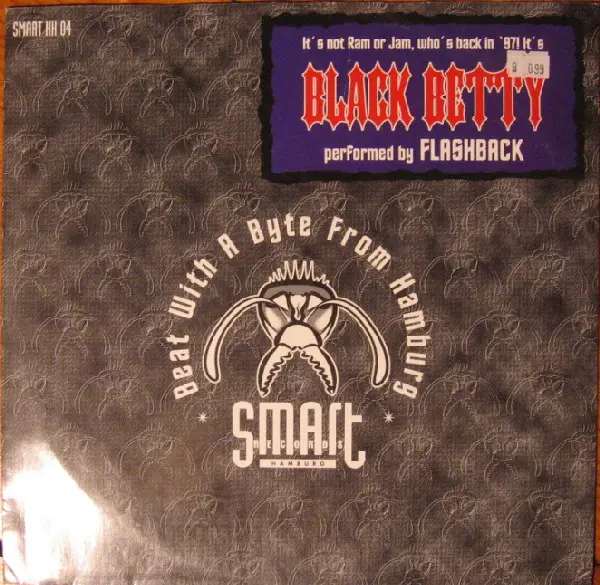 SMART HH 04
It´s not Ram or Jam, who´s back in `97! It´s
BLACK BETTY
performed by FLASHBACK
Beat With A Byte From Hamburg
SMART
RECORDS
HAMBURG